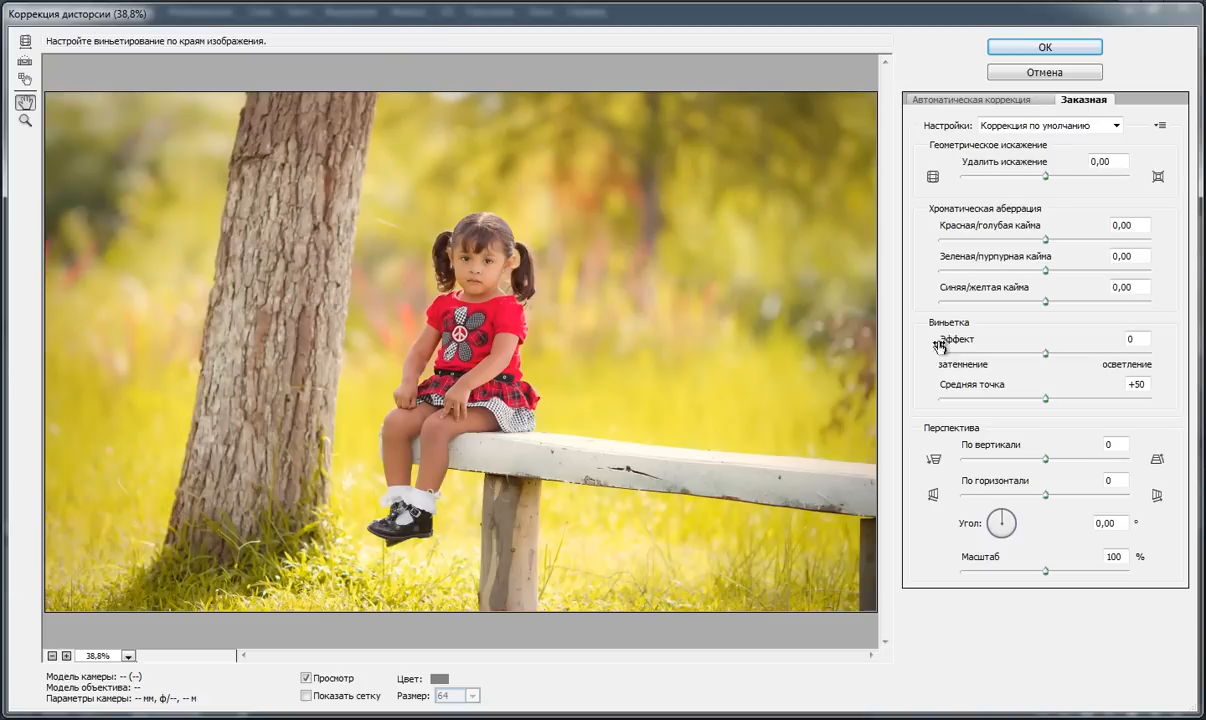 Коррекция дисторсии (38,8%)
Настройте виньетирование по краям изображения.
ОК
Отмена
Автоматическая коррекция
Заказная
Настройки: Коррекция по умолчанию
Геометрическое искажение
Удалить искажение 0,00
Хроматическая аберрация
Красная/голубая кайма 0,00
Зеленая/пурпурная кайма 0,00
Синяя/желтая кайма 0,00
Виньетка
Эффект 0
затемнение осветление
Средняя точка +50
Перспектива
По вертикали 0
По горизонтали 0
Угол: 0,00 °
Масштаб 100 %
38,8%
Модель камеры: -- (--)
Модель объектива: --
Параметры камеры: -- мм, ф/--, -- м
Просмотр Цвет:
Показать сетку Размер: 64